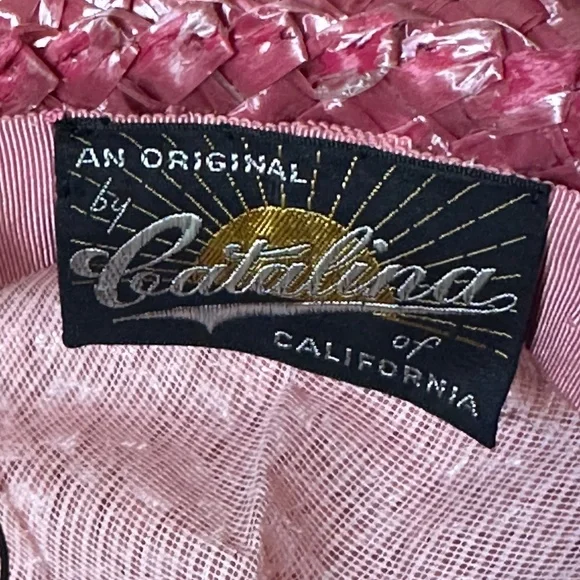 AN ORIGINAL
by
Catalina
of
CALIFORNIA